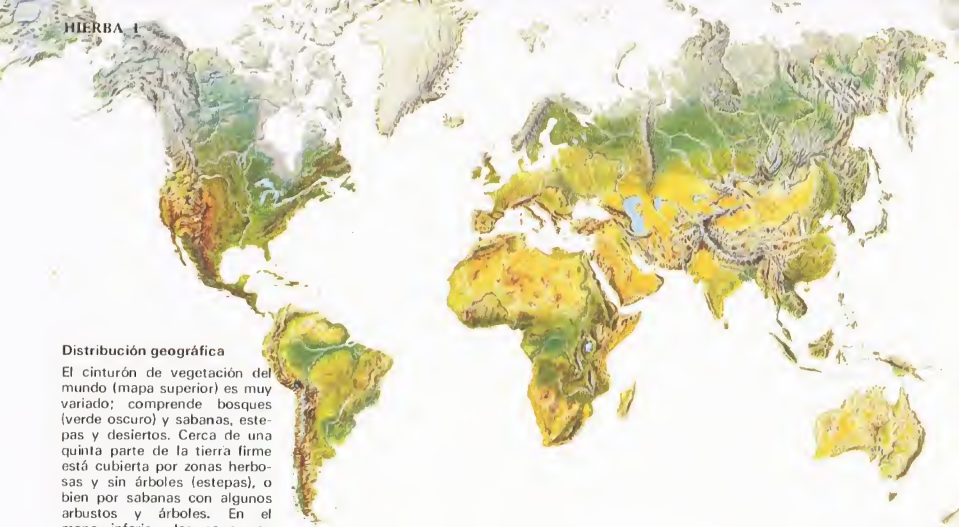 HIERBA 1
Distribución geográfica
El cinturón de vegetación del
mundo (mapa superior) es muy
variado; comprende bosques
(verde oscuro) y sabanas, este-
pas y desiertos. Cerca de una
quinta parte de la tierra firme
está cubierta por zonas herbo-
sas y sin árboles (estepas), o
bien por sabanas con algunos
arbustos y árboles. En el